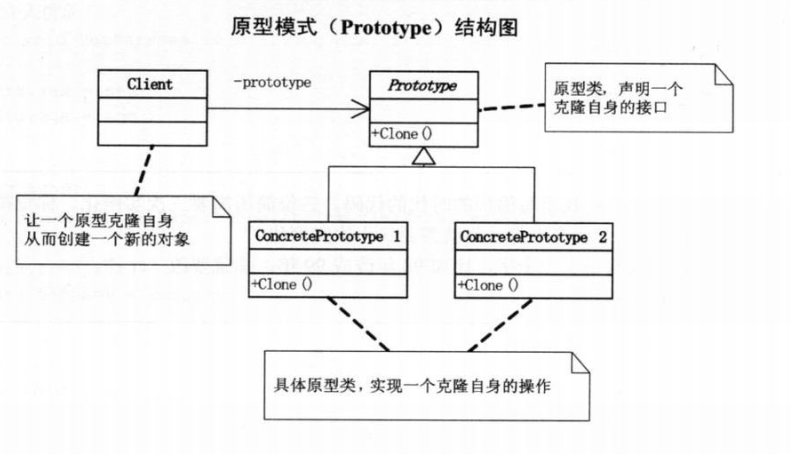 原型模式（Prototype）结构图
Client
-prototype
Prototype
+Clone()
原型类，声明一个
克隆自身的接口
让一个原型克隆自身
从而创建一个新的对象
ConcretePrototype 1
+Clone()
ConcretePrototype 2
+Clone()
具体原型类，实现一个克隆自身的操作